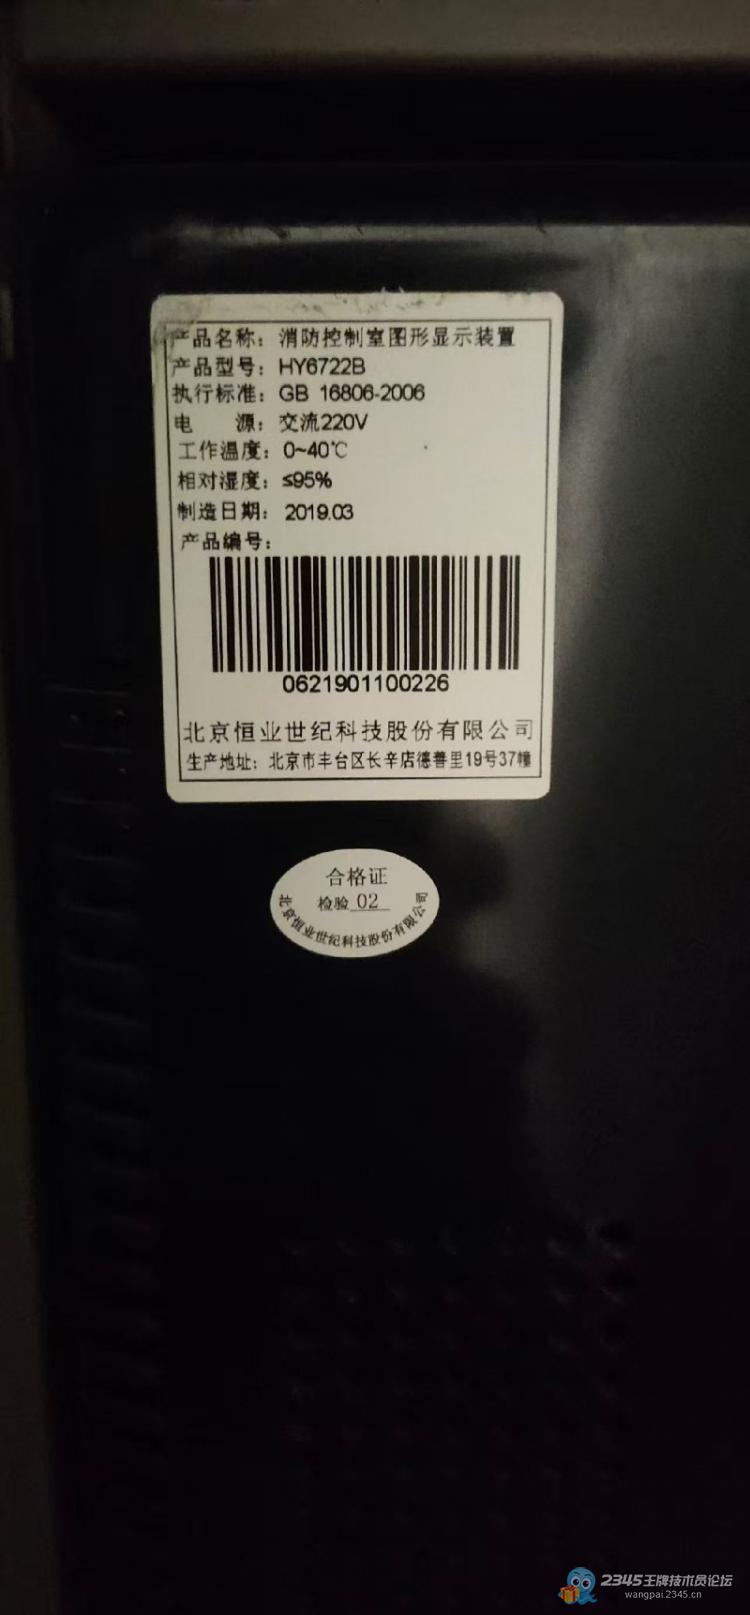 产品名称：消防控制室图形显示装置
产品型号：HY6722B
执行标准：GB 16806-2006
电　　源：交流220V
工作温度：0~40℃
相对湿度：≤95%
制造日期：2019.03
产品编号：
0621901100226
北京恒业世纪科技股份有限公司
生产地址：北京市丰台区长辛店德善里19号37幢
合格证
检验 02
北京恒业世纪科技股份有限公司
2345王牌技术员论坛
wangpai.2345.cn